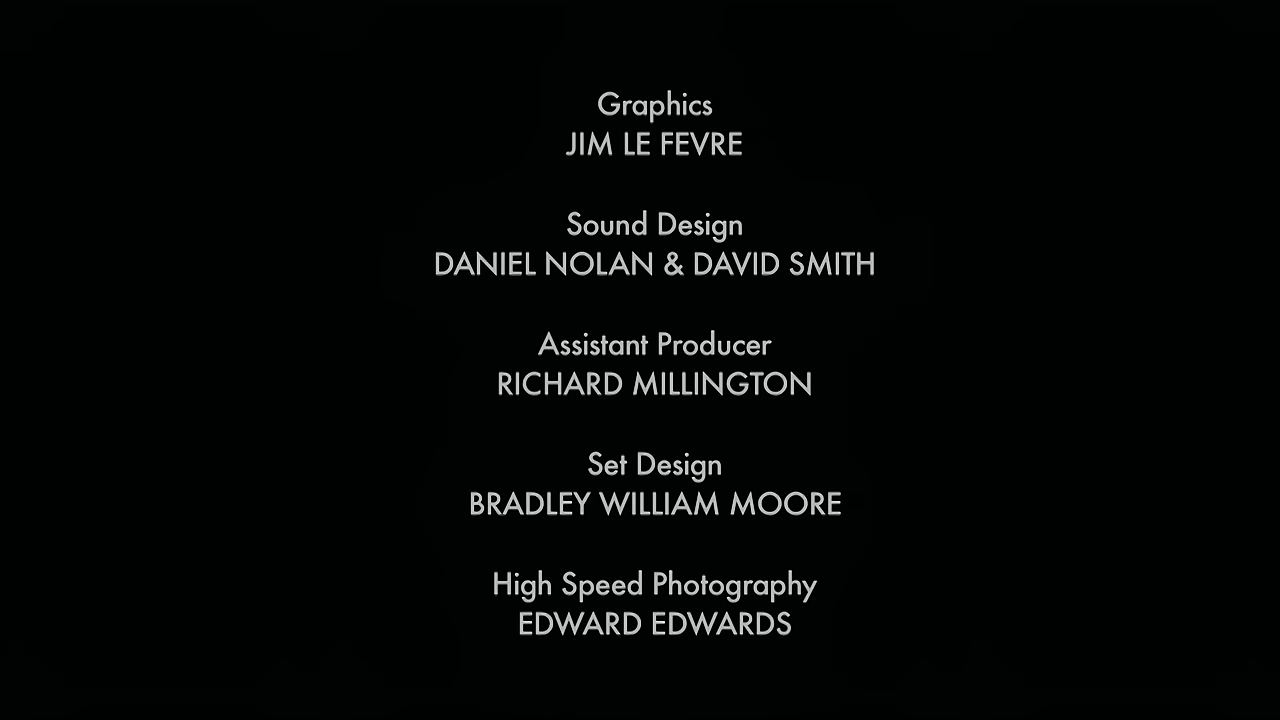 Graphics
JIM LE FEVRE
Sound Design
DANIEL NOLAN & DAVID SMITH
Assistant Producer
RICHARD MILLINGTON
Set Design
BRADLEY WILLIAM MOORE
High Speed Photography
EDWARD EDWARDS